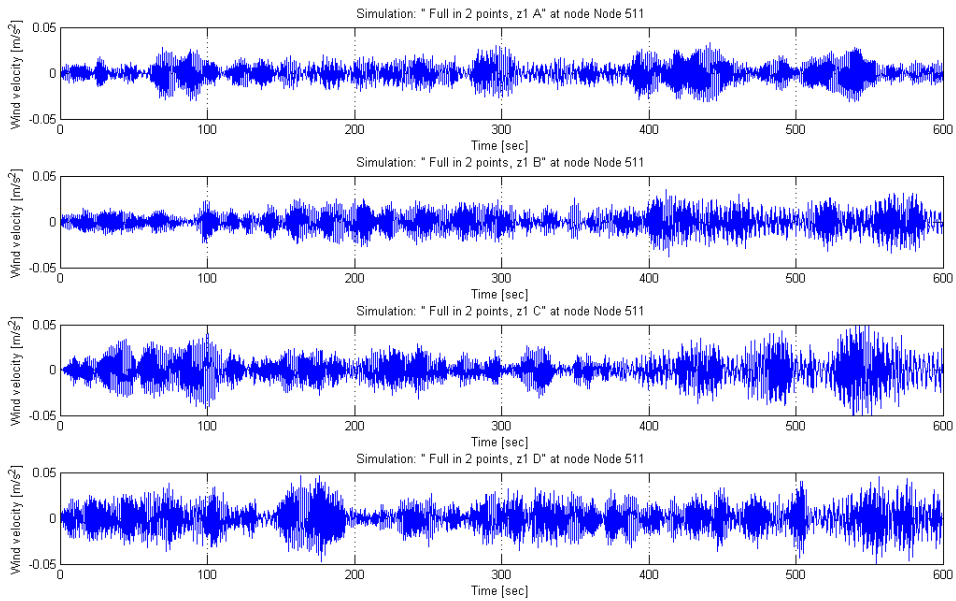 Simulation: " Full in 2 points, z1 A" at node Node 511
Wind velocity [m/s²]
0.05
0
-0.05
0 100 200 300 400 500 600
Time [sec]
Simulation: " Full in 2 points, z1 B" at node Node 511
Wind velocity [m/s²]
0.05
0
-0.05
0 100 200 300 400 500 600
Time [sec]
Simulation: " Full in 2 points, z1 C" at node Node 511
Wind velocity [m/s²]
0.05
0
-0.05
0 100 200 300 400 500 600
Time [sec]
Simulation: " Full in 2 points, z1 D" at node Node 511
Wind velocity [m/s²]
0.05
0
-0.05
0 100 200 300 400 500 600
Time [sec]